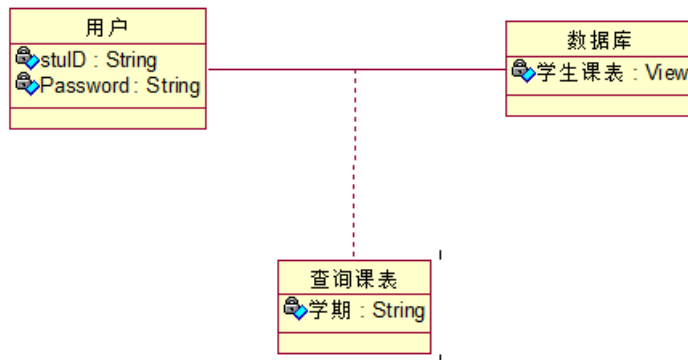 用户
stuID : String
Password : String
数据库
学生课表 : View
查询课表
学期 : String